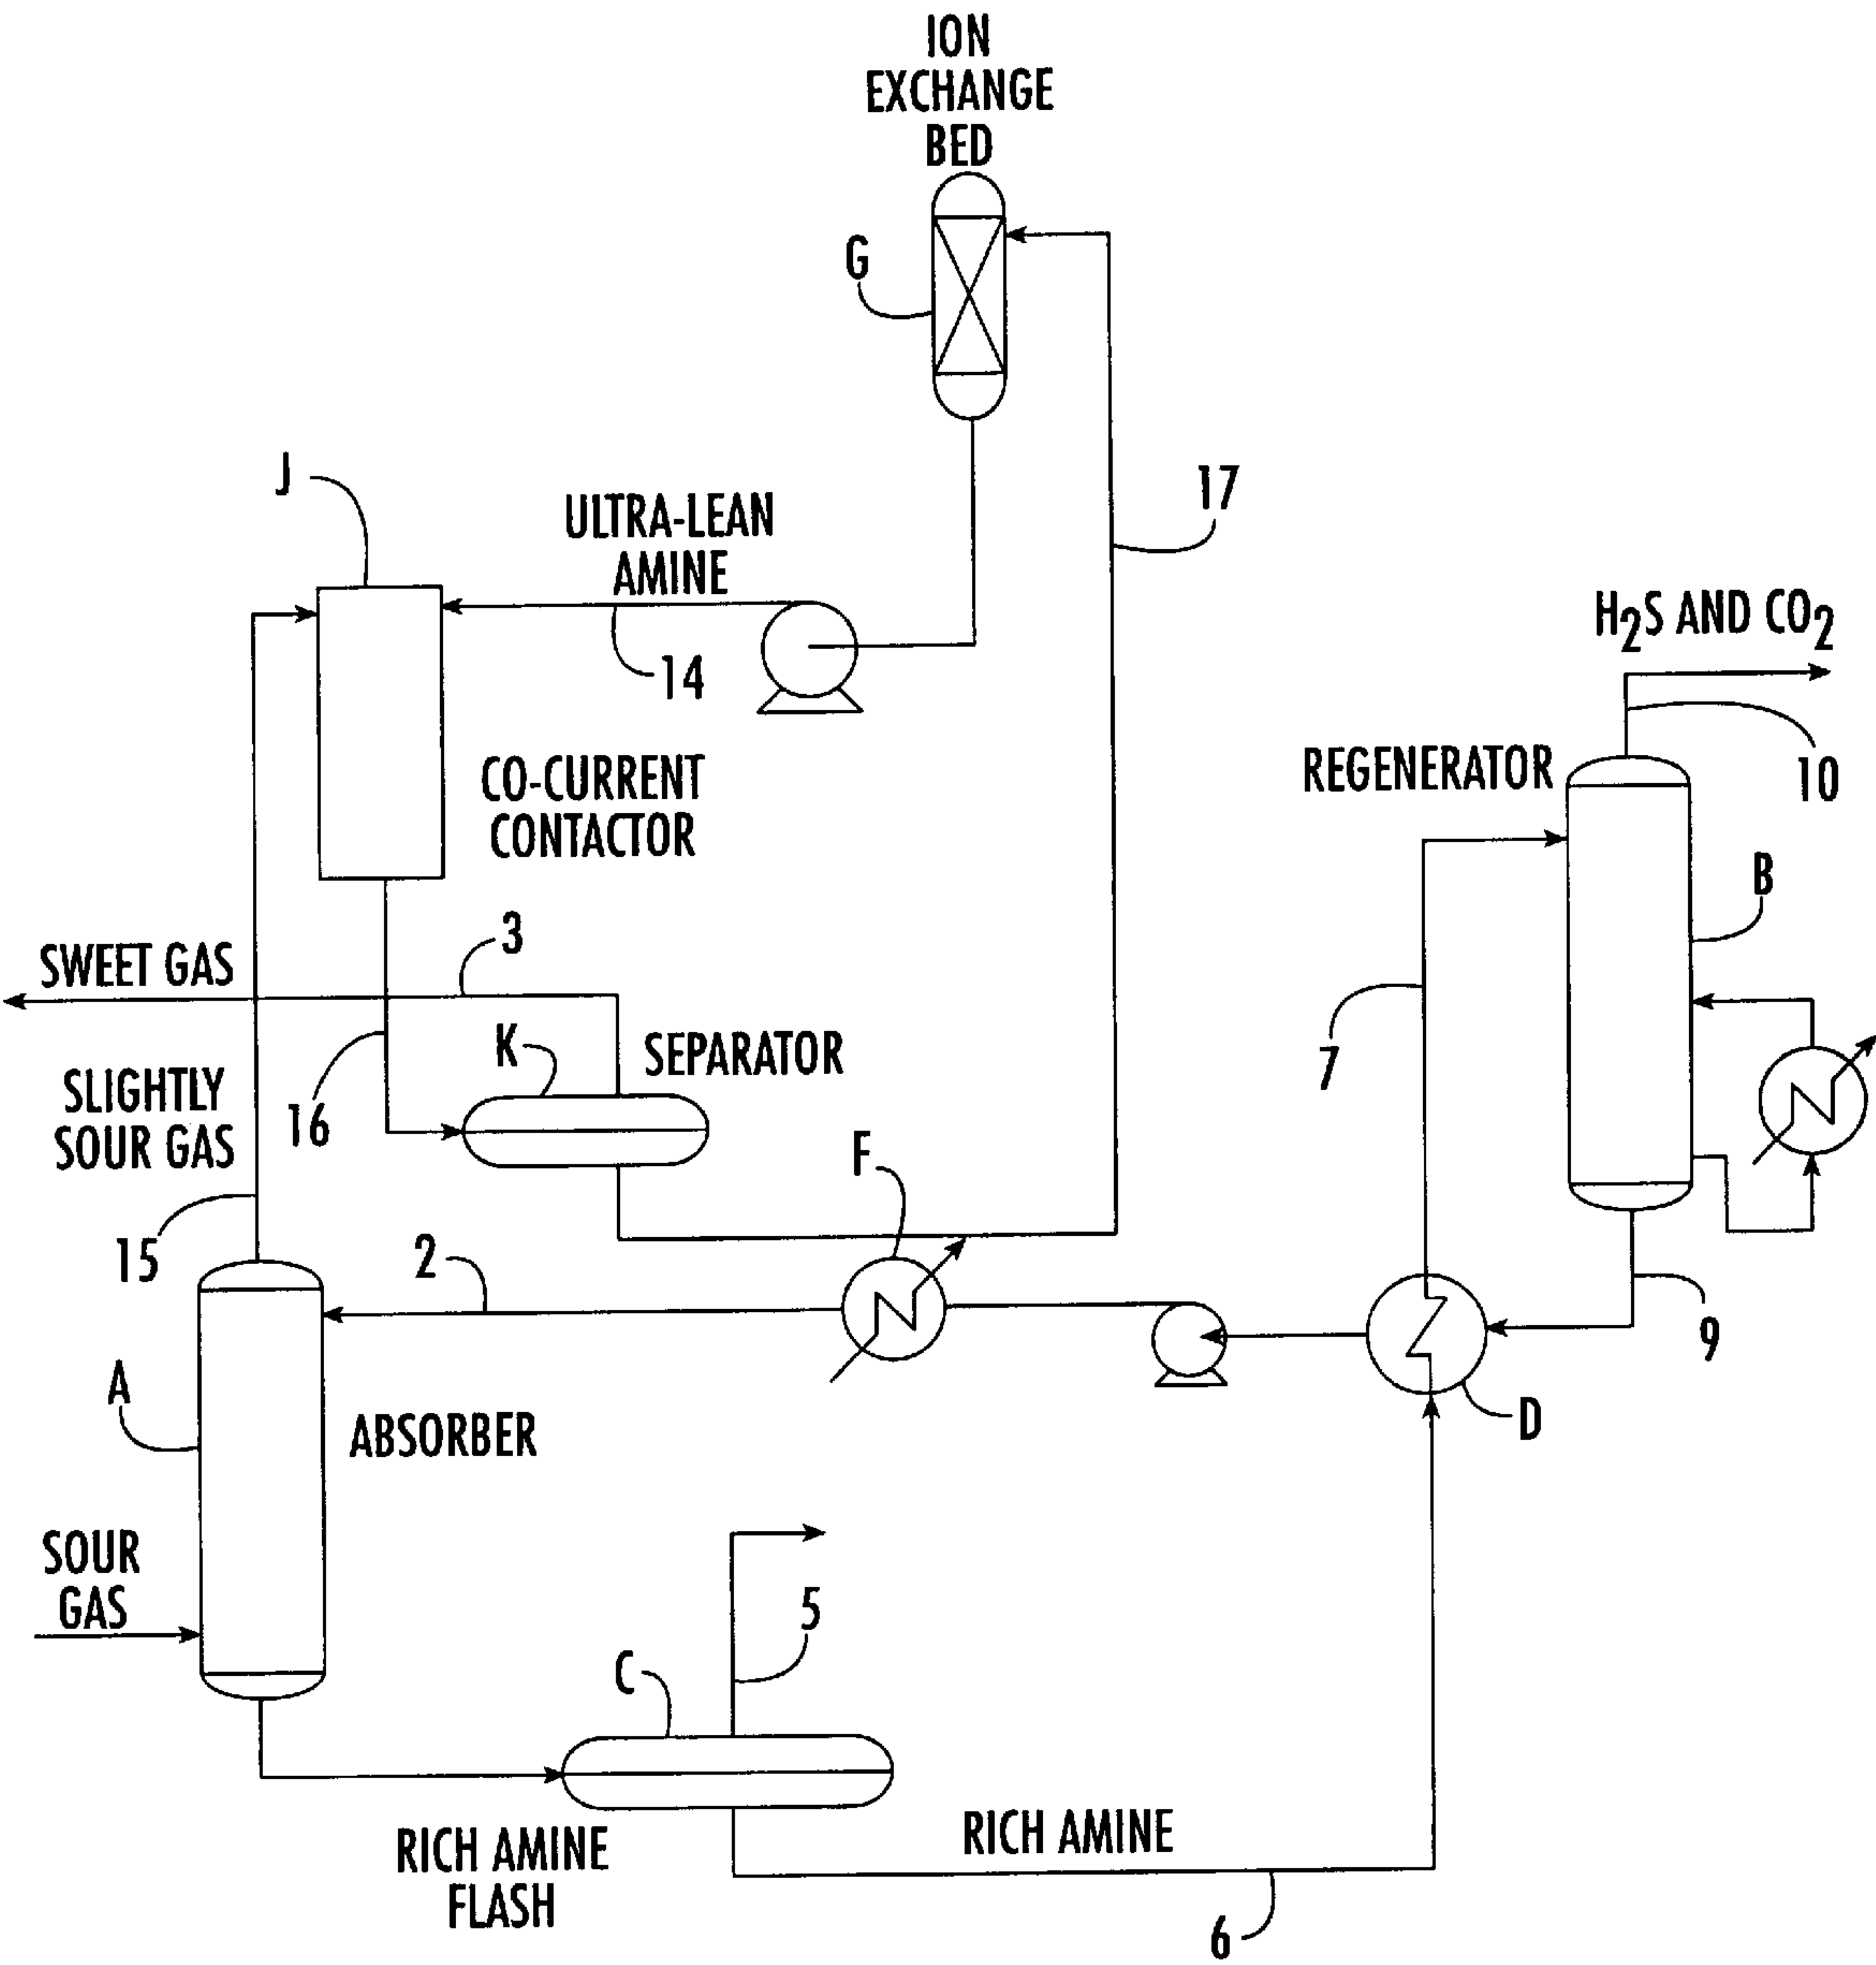 ION
EXCHANGE
BED
G
J
ULTRA-LEAN
AMINE
17
14
H2S AND CO2
REGENERATOR
10
CO-CURRENT
CONTACTOR
B
3
SWEET GAS
K
SEPARATOR
7
SLIGHTLY
SOUR GAS
16
F
15
2
9
A
D
ABSORBER
SOUR
GAS
5
C
RICH AMINE
RICH AMINE
FLASH
6